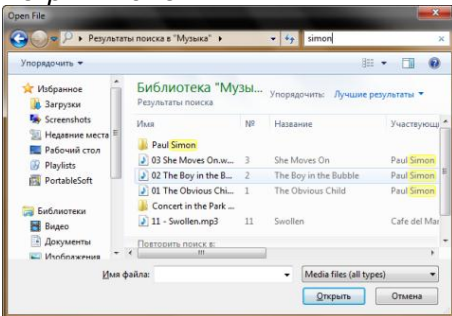 Open File
Результаты поиска в "Музыка"
simon
Упорядочить
Избранное
Загрузки
Screenshots
Недавние места
Рабочий стол
Playlists
PortableSoft
Библиотеки
Видео
Документы
Изображения
Библиотека "Музы...
Результаты поиска
Упорядочить: Лучшие результаты
Имя № Название Участвующ
Paul Simon
03 She Moves On.w... 3 She Moves On Paul Simon
02 The Boy in the B... 2 The Boy in the Bubble Paul Simon
01 The Obvious Chi... 1 The Obvious Child Paul Simon
Concert in the Park ...
11 - Swollen.mp3 11 Swollen Cafe del Mar
Повторить поиск в:
Имя файла:
Media files (all types)
Открыть Отмена